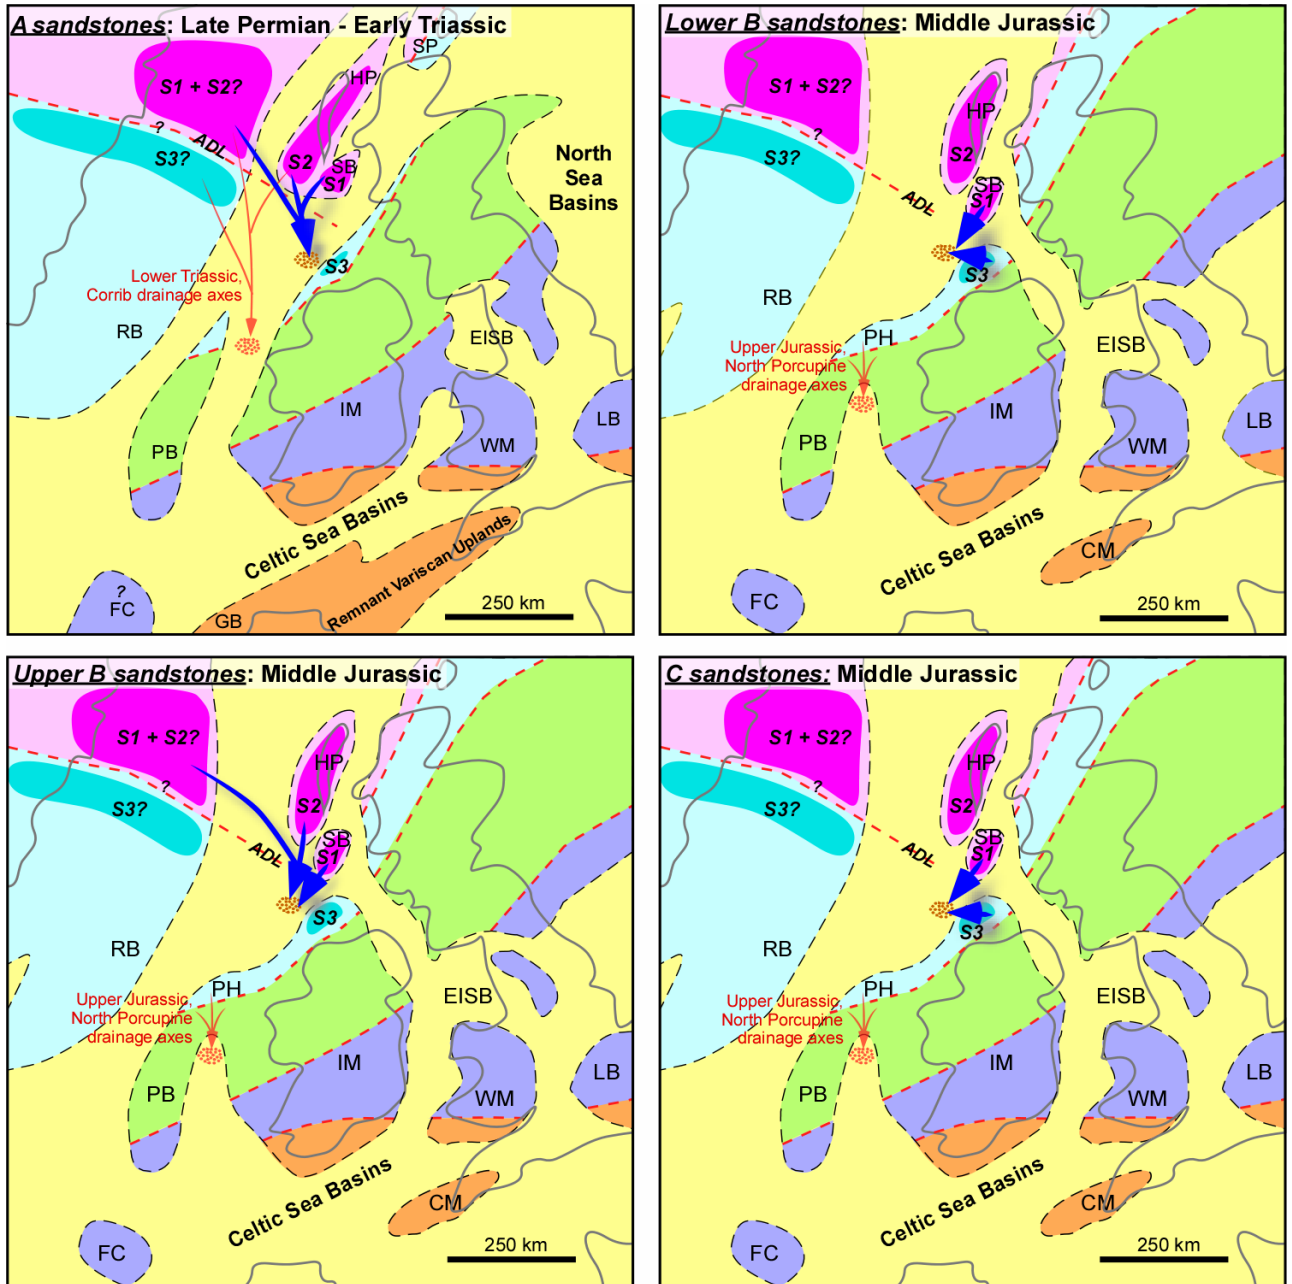 A sandstones: Late Permian - Early Triassic
SP
S1 + S2?
HP
?
ADL
S3?
S2
SB
S1
North
Sea
Basins
S3
Lower Triassic,
Corrib drainage axes
RB
EISB
IM
LB
PB
WM
Celtic Sea Basins
Remnant Variscan Uplands
?
FC
GB
250 km
Lower B sandstones: Middle Jurassic
S1 + S2?
HP
?
S3?
S2
SB
S1
ADL
S3
RB
PH
EISB
Upper Jurassic,
North Porcupine
drainage axes
IM
LB
PB
WM
Celtic Sea Basins
CM
FC
250 km
Upper B sandstones: Middle Jurassic
S1 + S2?
HP
?
S3?
S2
SB
S1
ADL
S3
RB
PH
EISB
Upper Jurassic,
North Porcupine
drainage axes
IM
LB
PB
WM
Celtic Sea Basins
CM
FC
250 km
C sandstones: Middle Jurassic
S1 + S2?
HP
?
S3?
S2
SB
S1
ADL
S3
RB
PH
EISB
Upper Jurassic,
North Porcupine
drainage axes
IM
LB
PB
WM
Celtic Sea Basins
CM
FC
250 km